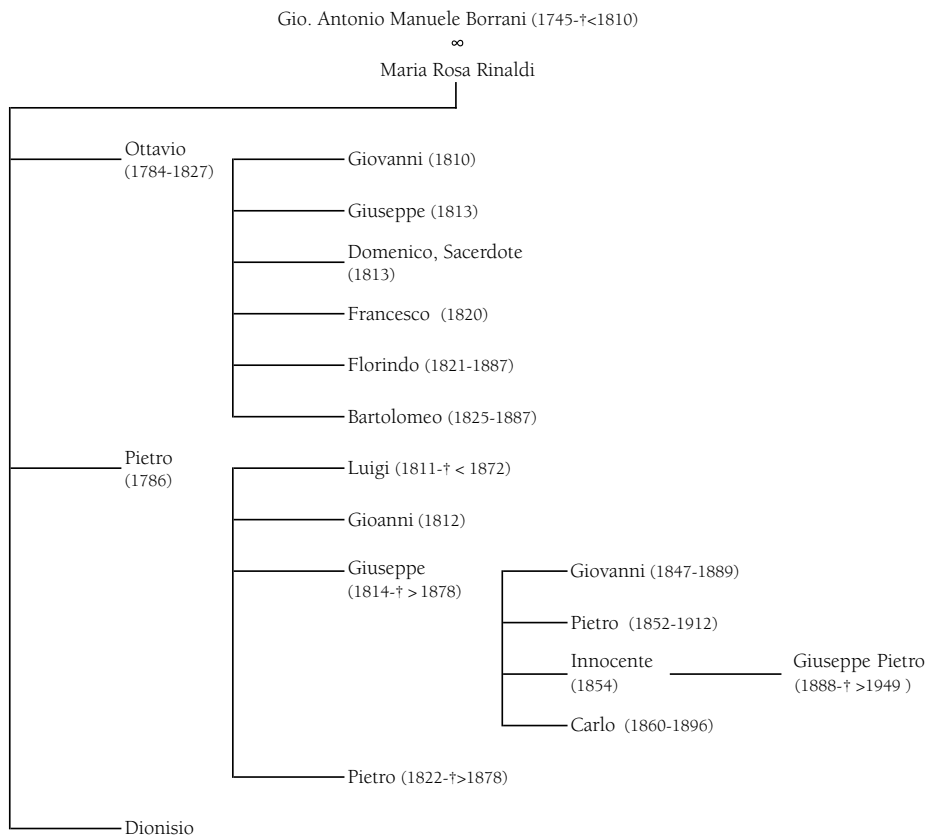 Gio. Antonio Manuele Borrani (1745-†<1810)
∞
Maria Rosa Rinaldi
Ottavio
(1784-1827)
Giovanni (1810)
Giuseppe (1813)
Domenico, Sacerdote
(1813)
Francesco (1820)
Florindo (1821-1887)
Bartolomeo (1825-1887)
Pietro
(1786)
Luigi (1811-† < 1872)
Gioanni (1812)
Giuseppe
(1814-† > 1878)
Giovanni (1847-1889)
Pietro (1852-1912)
Innocente
(1854)
Giuseppe Pietro
(1888-† >1949 )
Carlo (1860-1896)
Pietro (1822-†>1878)
Dionisio